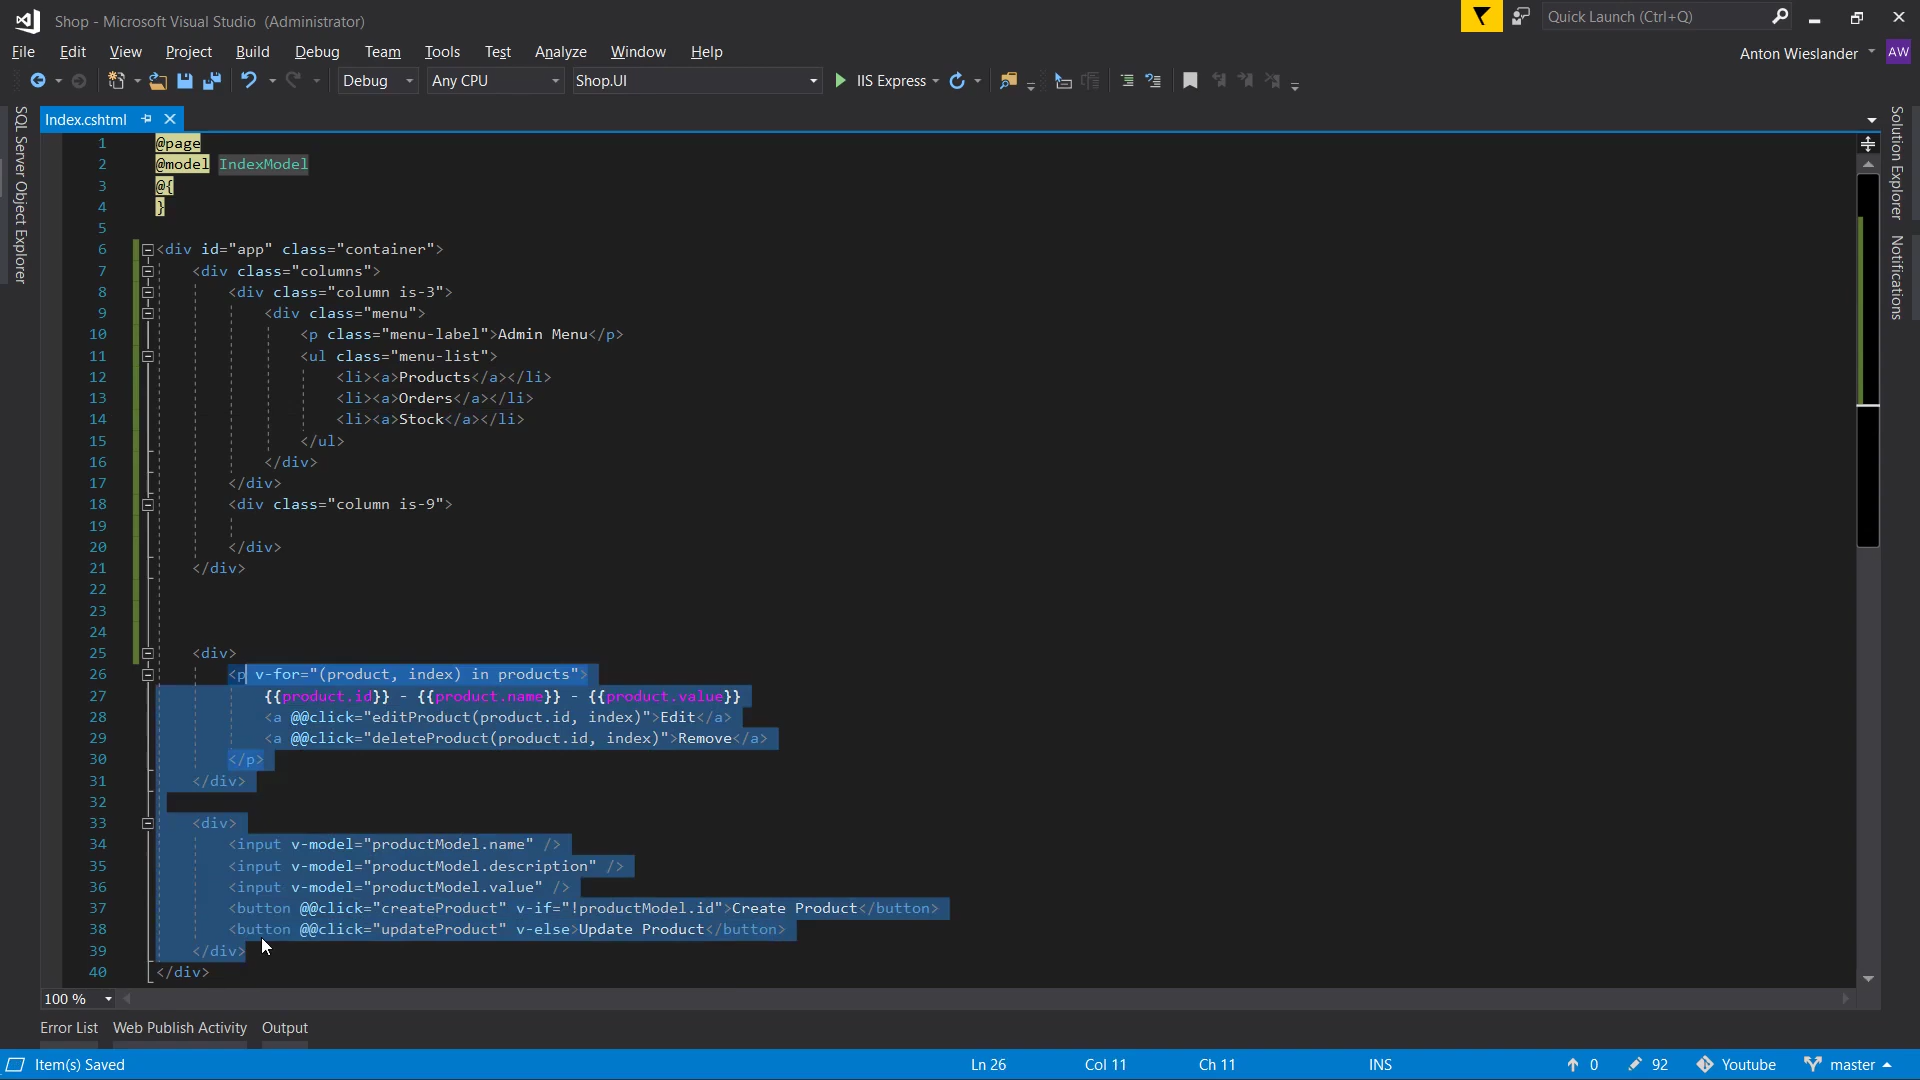 Shop - Microsoft Visual Studio (Administrator)
Quick Launch (Ctrl+Q)
File Edit View Project Build Debug Team Tools Test Analyze Window Help
Anton Wieslander AW
Debug Any CPU Shop.UI IIS Express
SQL Server Object Explorer
Solution Explorer
Notifications
Index.cshtml
1 @page
2 @model IndexModel
3 @{
4 }
5
6 <div id="app" class="container">
7 <div class="columns">
8 <div class="column is-3">
9 <div class="menu">
10 <p class="menu-label">Admin Menu</p>
11 <ul class="menu-list">
12 <li><a>Products</a></li>
13 <li><a>Orders</a></li>
14 <li><a>Stock</a></li>
15 </ul>
16 </div>
17 </div>
18 <div class="column is-9">
19
20 </div>
21 </div>
22
23
24
25 <div>
26 <p v-for="(product, index) in products">
27 {{product.id}} - {{product.name}} - {{product.value}}
28 <a @@click="editProduct(product.id, index)">Edit</a>
29 <a @@click="deleteProduct(product.id, index)">Remove</a>
30 </p>
31 </div>
32
33 <div>
34 <input v-model="productModel.name" />
35 <input v-model="productModel.description" />
36 <input v-model="productModel.value" />
37 <button @@click="createProduct" v-if="!productModel.id">Create Product</button>
38 <button @@click="updateProduct" v-else>Update Product</button>
39 </div>
40 </div>
100 %
Error List Web Publish Activity Output
Item(s) Saved Ln 26 Col 11 Ch 11 INS 0 92 Youtube master